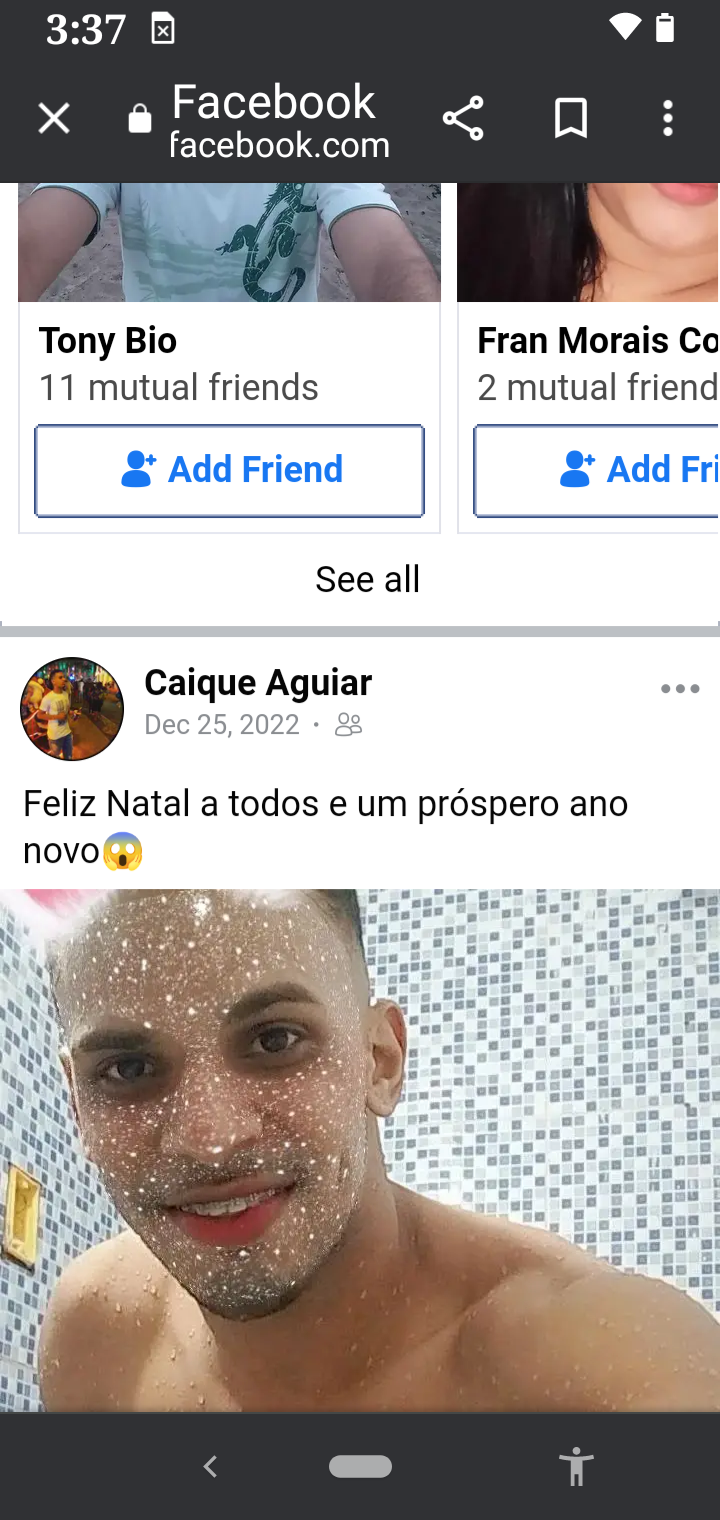 3:37
Facebook
facebook.com
Tony Bio
11 mutual friends
Add Friend
Fran Morais Co
2 mutual friend
Add Fri
See all
Caique Aguiar
Dec 25, 2022 ·
Feliz Natal a todos e um próspero ano
novo😱